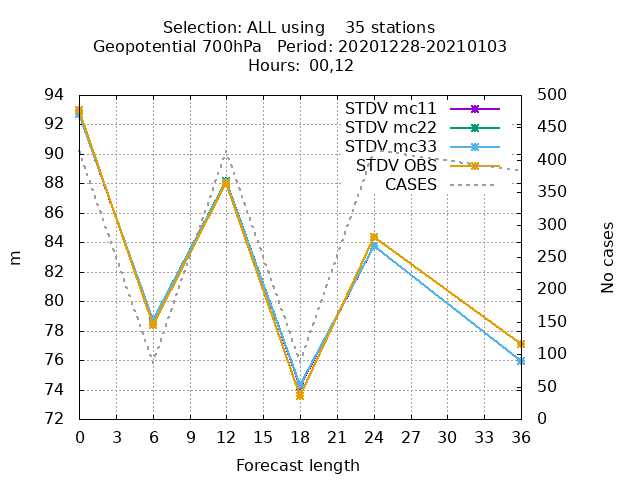 Selection: ALL using    35 stations
Geopotential 700hPa   Period: 20201228-20210103
Hours:  00,12
94
92
90
88
86
84
82
80
78
76
74
72
m
500
450
400
350
300
250
200
150
100
50
0
No cases
STDV mc11
STDV mc22
STDV mc33
STDV OBS
CASES
0 3 6 9 12 15 18 21 24 27 30 33 36
Forecast length